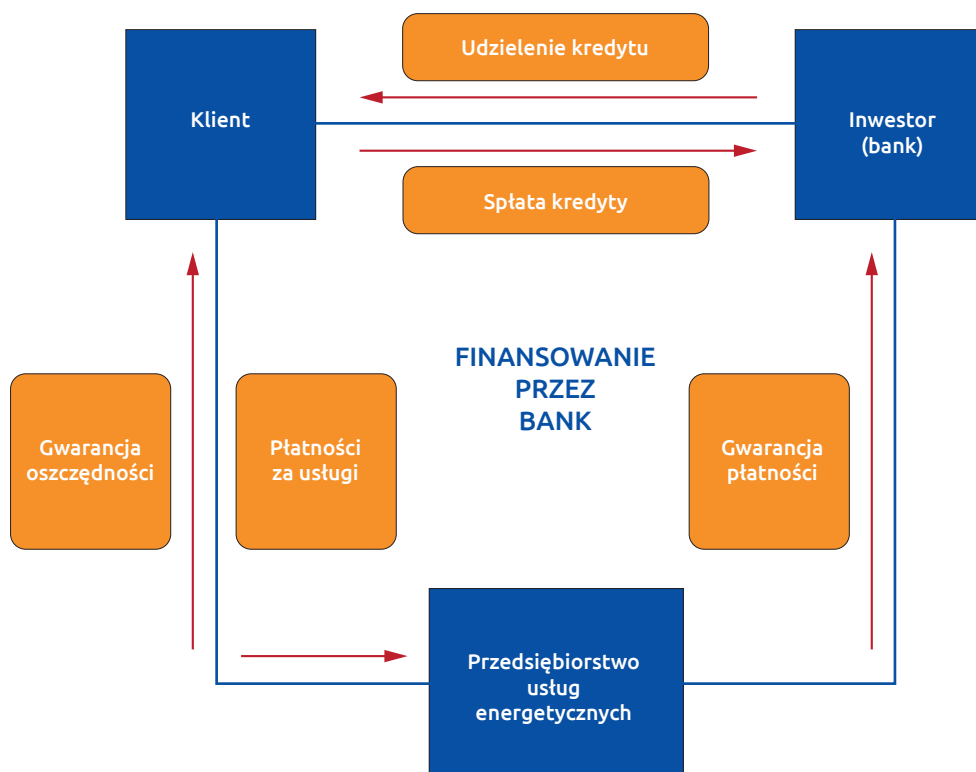 Udzielenie kredytu
Klient
Inwestor
(bank)
Spłata kredyty
FINANSOWANIE
PRZEZ
BANK
Gwarancja
oszczędności
Płatności
za usługi
Gwarancja
płatności
Przedsiębiorstwo
usług
energetycznych